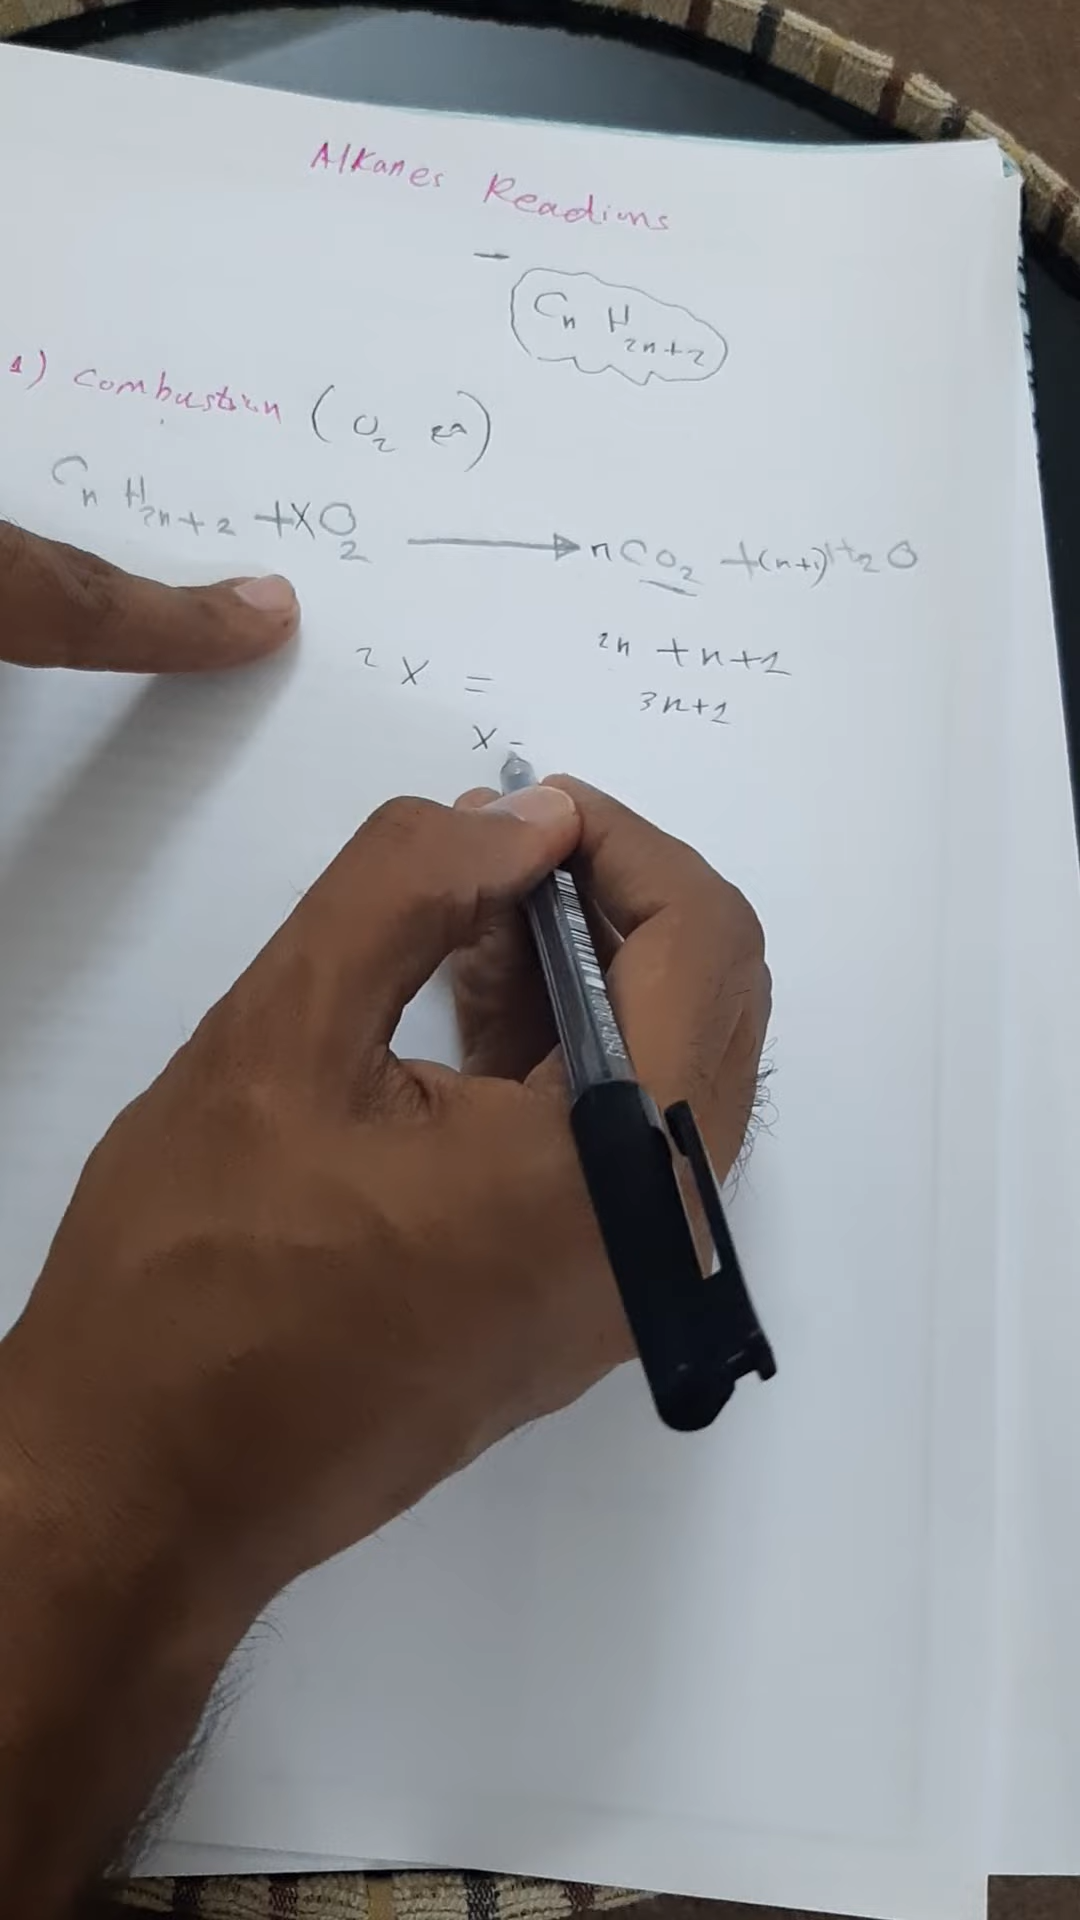 Alkanes Reactions
CnH2n+2
1) Combustion (O2
CnH2n+2 + XO2 → nCO2 + (n+1)H2O
2X = 2n + n+1
3n+1
X =